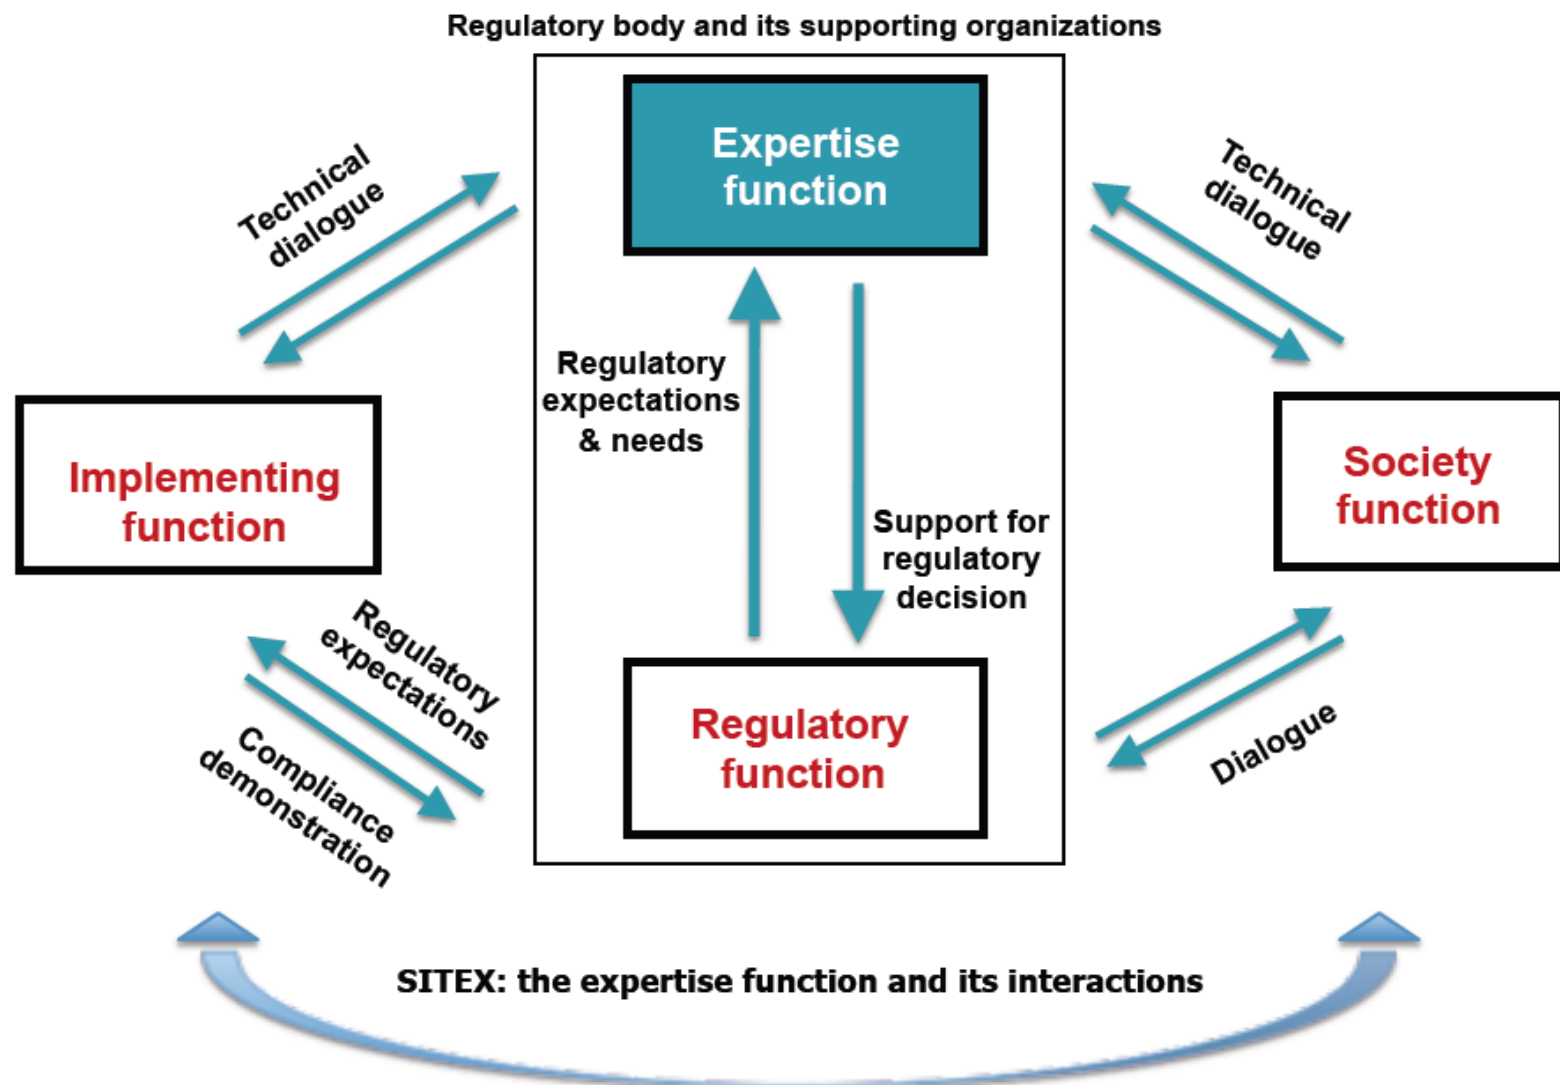 Regulatory body and its supporting organizations
Expertise
function
Technical
dialogue
Technical
dialogue
Regulatory
expectations
& needs
Support for
regulatory
decision
Implementing
function
Society
function
Regulatory
expectations
Compliance
demonstration
Regulatory
function
Dialogue
SITEX: the expertise function and its interactions